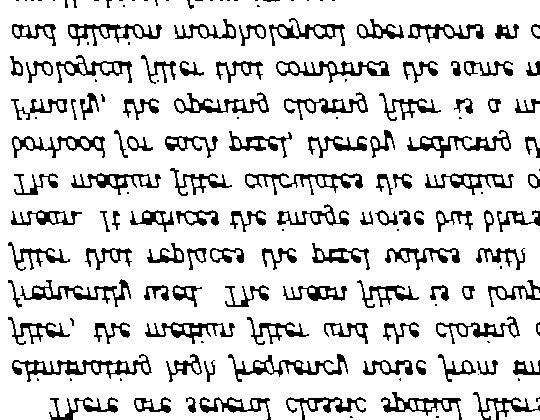 There are several classic spatial filters
eliminating high frequency noise from im
filter, the median filter and the closing o
frequently used. The mean filter is a lowp
filter that replaces the pixel values with
mean. It reduces the image noise but blurs
The median filter calculates the median o
borhood for each pixel, thereby reducing th
Finally, the opening closing filter is a m
phological filter that combines the same n
and dilation morphological operations in o